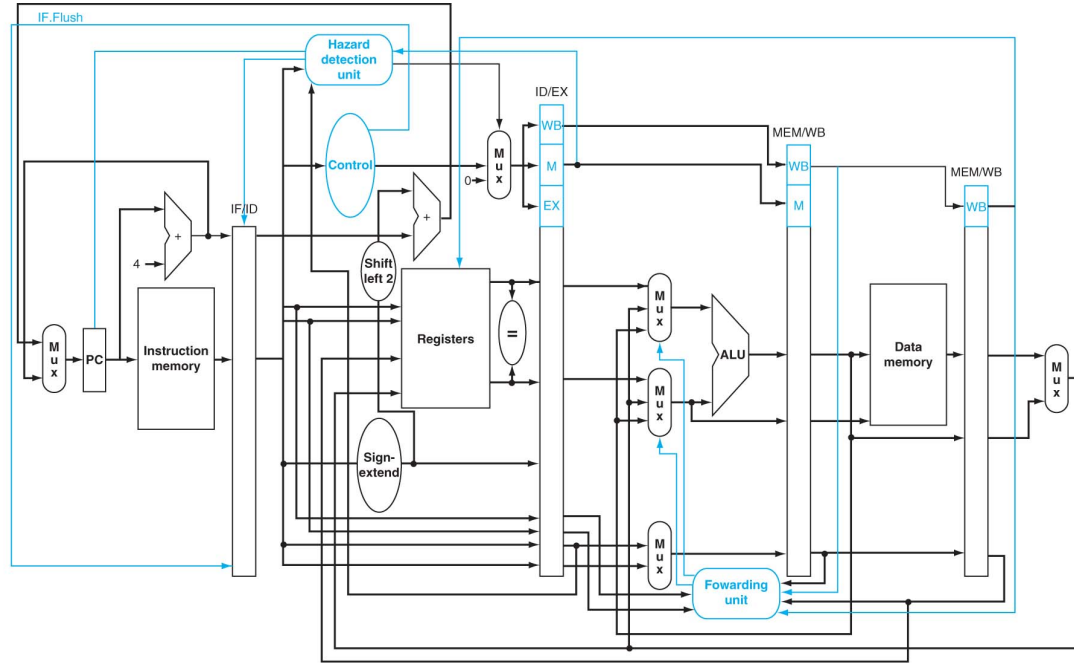 IF.Flush
Hazard
detection
unit
ID/EX
WB
MEM/WB
Control
M
u
x
M
WB
MEM/WB
0
EX
M
WB
IF/ID
+
+
4
Shift
left 2
M
u
x
Registers
=
M
u
x
PC
Instruction
memory
ALU
Data
memory
M
u
x
M
u
x
Sign-
extend
M
u
x
Fowarding
unit